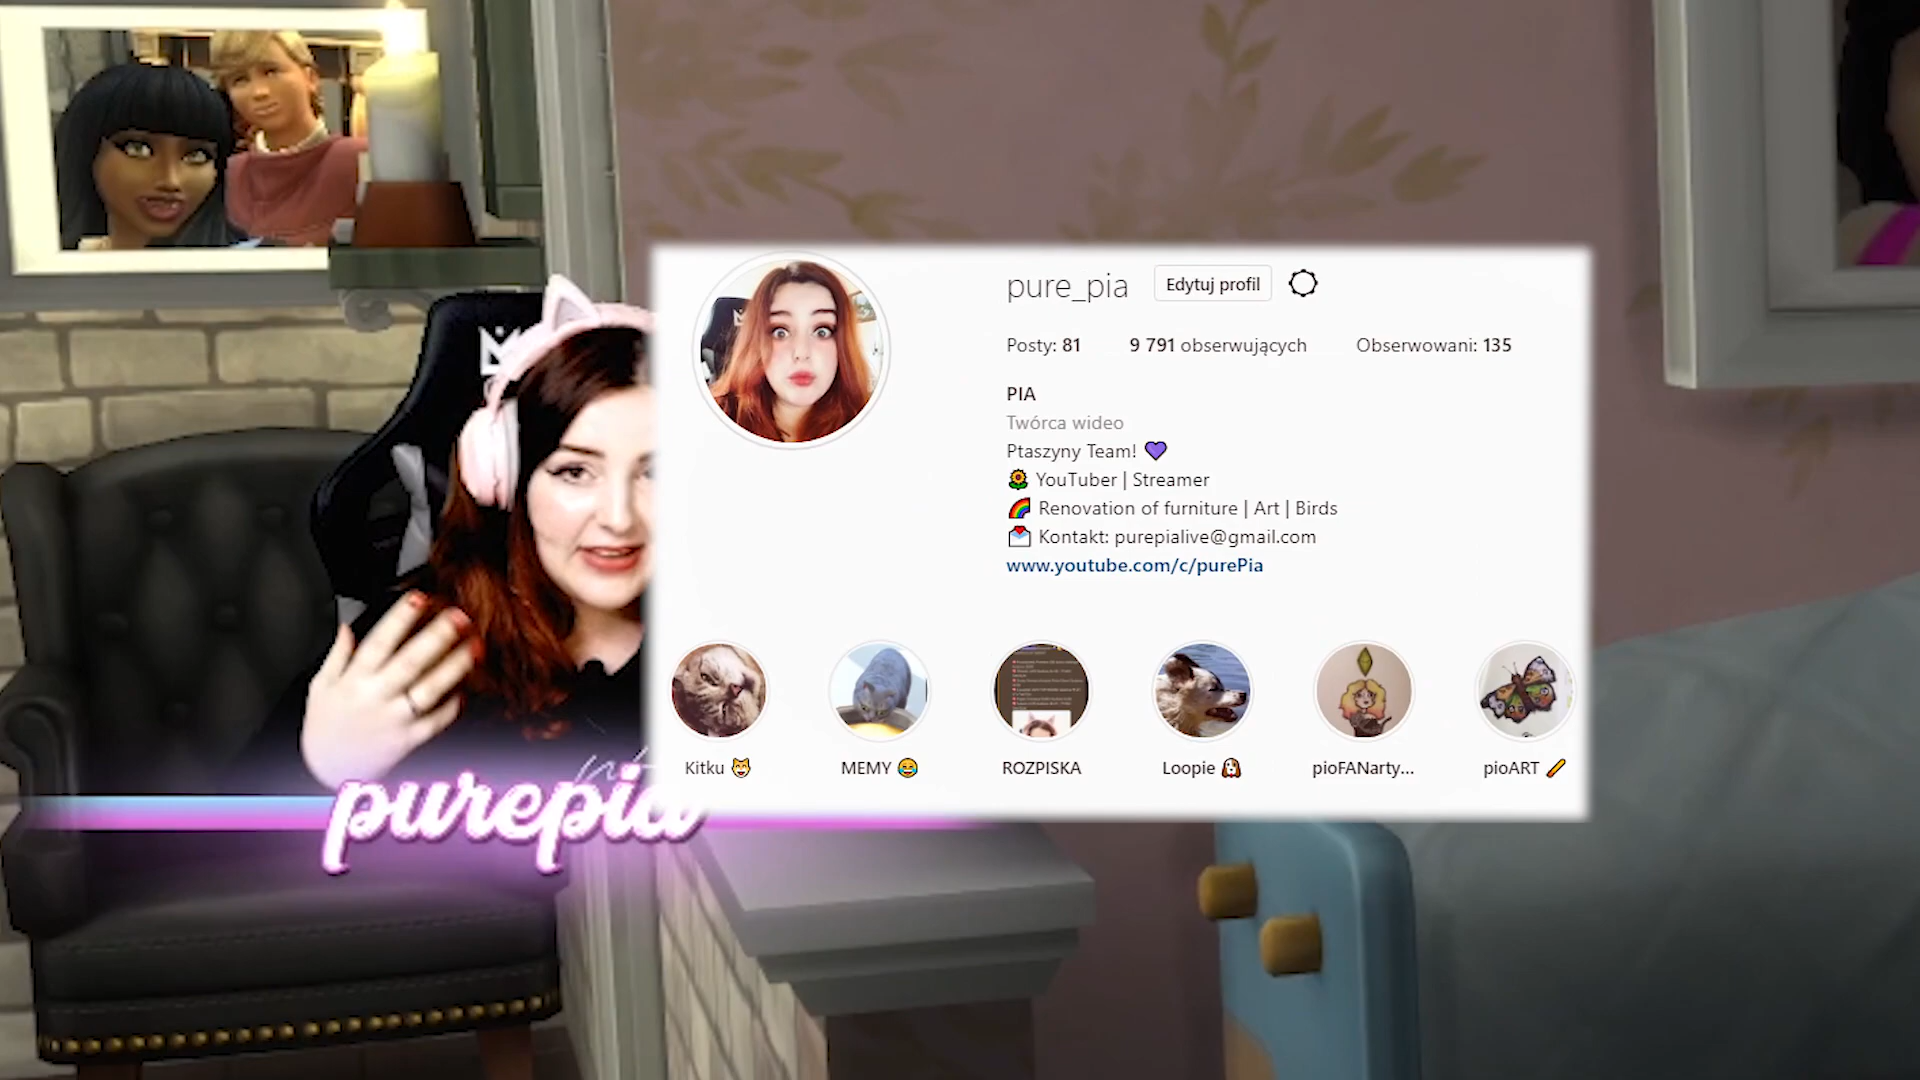 pure_pia Edytuj profil
Posty: 81 9 791 obserwujących Obserwowani: 135
PIA
Twórca wideo
Ptaszyny Team! 💜
🌻 YouTuber | Streamer
🌈 Renovation of furniture | Art | Birds
💌 Kontakt: purepialive@gmail.com
www.youtube.com/c/purePia
Kitku 😺 MEMY 😂 ROZPISKA Loopie 🐶 pioFANarty... pioART 🖍️
purepia